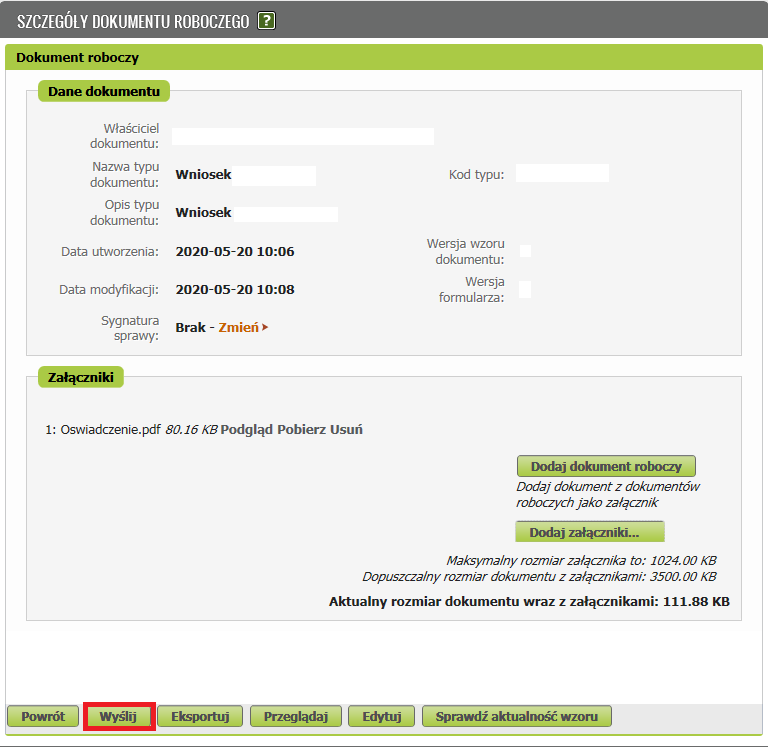 SZCZEGÓŁY DOKUMENTU ROBOCZEGO ?
Dokument roboczy
Dane dokumentu
Właściciel
dokumentu:
Nazwa typu
dokumentu:
Wniosek
Kod typu:
Opis typu
dokumentu:
Wniosek
Data utworzenia: 2020-05-20 10:06
Wersja wzoru
dokumentu:
Data modyfikacji: 2020-05-20 10:08
Wersja
formularza:
Sygnatura
sprawy:
Brak - Zmień
Załączniki
1: Oswiadczenie.pdf 80.16 KB Podgląd Pobierz Usuń
Dodaj dokument roboczy
Dodaj dokument z dokumentów
roboczych jako załącznik
Dodaj załączniki...
Maksymalny rozmiar załącznika to: 1024.00 KB
Dopuszczalny rozmiar dokumentu z załącznikami: 3500.00 KB
Aktualny rozmiar dokumentu wraz z załącznikami: 111.88 KB
Powrót Wyślij Eksportuj Przeglądaj Edytuj Sprawdź aktualność wzoru